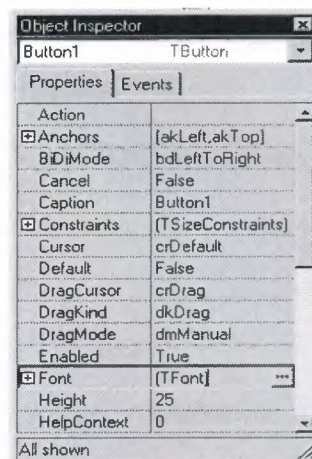 Object Inspector
Button1 TButton
Properties Events
Action
Anchors [akLeft,akTop]
BiDiMode bdLeftToRight
Cancel False
Caption Button1
Constraints (TSizeConstraints)
Cursor crDefault
Default False
DragCursor crDrag
DragKind dkDrag
DragMode dmManual
Enabled True
Font (TFont) ...
Height 25
HelpContext 0
All shown